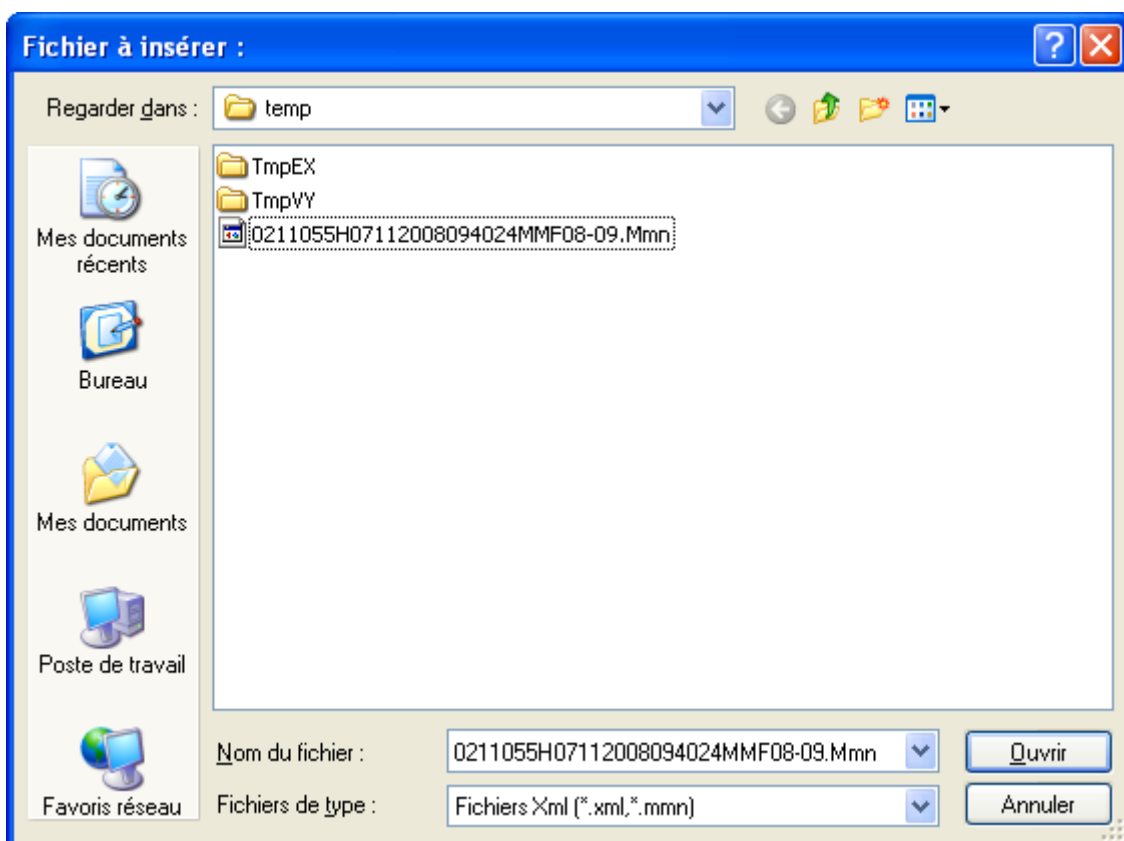 Fichier à insérer :
Regarder dans : temp
TmpEX
TmpVY
0211055H07112008094024MMF08-09.Mmn
Mes documents
récents
Bureau
Mes documents
Poste de travail
Favoris réseau
Nom du fichier : 0211055H07112008094024MMF08-09.Mmn Ouvrir
Fichiers de type : Fichiers Xml (*.xml,*.mmn) Annuler